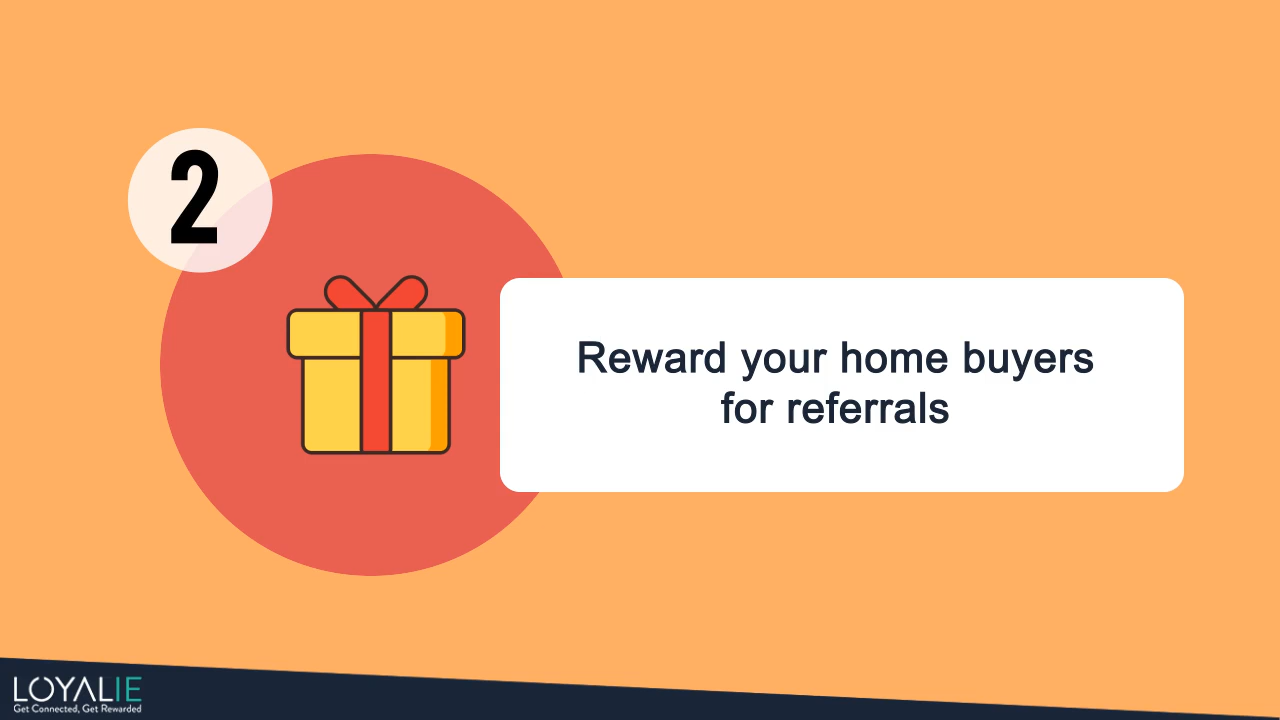 2
Reward your home buyers
for referrals
LOYALIE
Get Connected, Get Rewarded